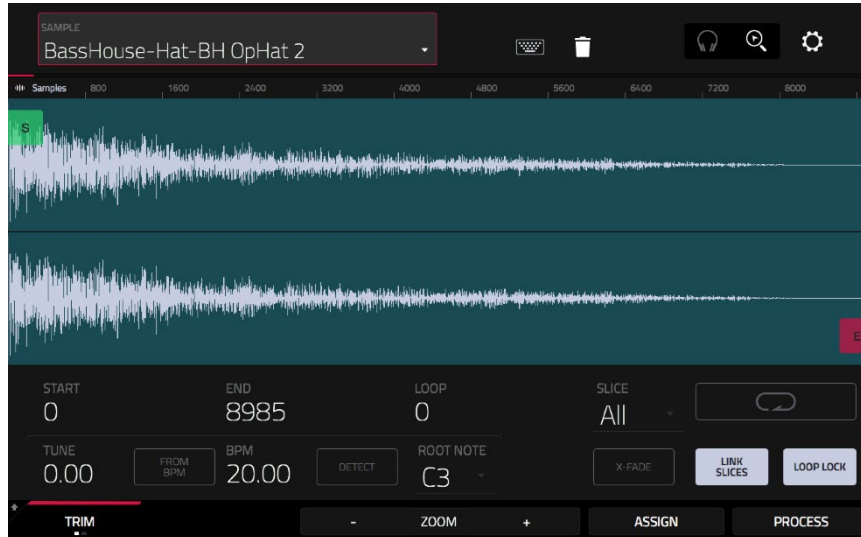 SAMPLE
BassHouse-Hat-BH OpHat 2
Samples 800 1600 2400 3200 4000 4800 5600 6400 7200 8000
S
E
START END LOOP SLICE
0 8985 0 All
TUNE BPM ROOT NOTE
0.00 FROM BPM 20.00 DETECT C3 X-FADE LINK SLICES LOOP LOCK
TRIM - ZOOM + ASSIGN PROCESS